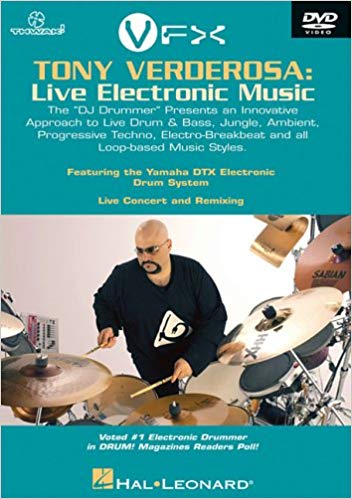 THWAK!
DVD
VIDEO
VFX
TONY VERDEROSA:
Live Electronic Music
The "DJ Drummer" Presents an Innovative
Approach to Live Drum & Bass, Jungle, Ambient,
Progressive Techno, Electro-Breakbeat and all
Loop-based Music Styles.
Featuring the Yamaha DTX Electronic
Drum System
Live Concert and Remixing
SABIAN
Voted #1 Electronic Drummer
in DRUM! Magazines Readers Poll!
HAL•LEONARD®